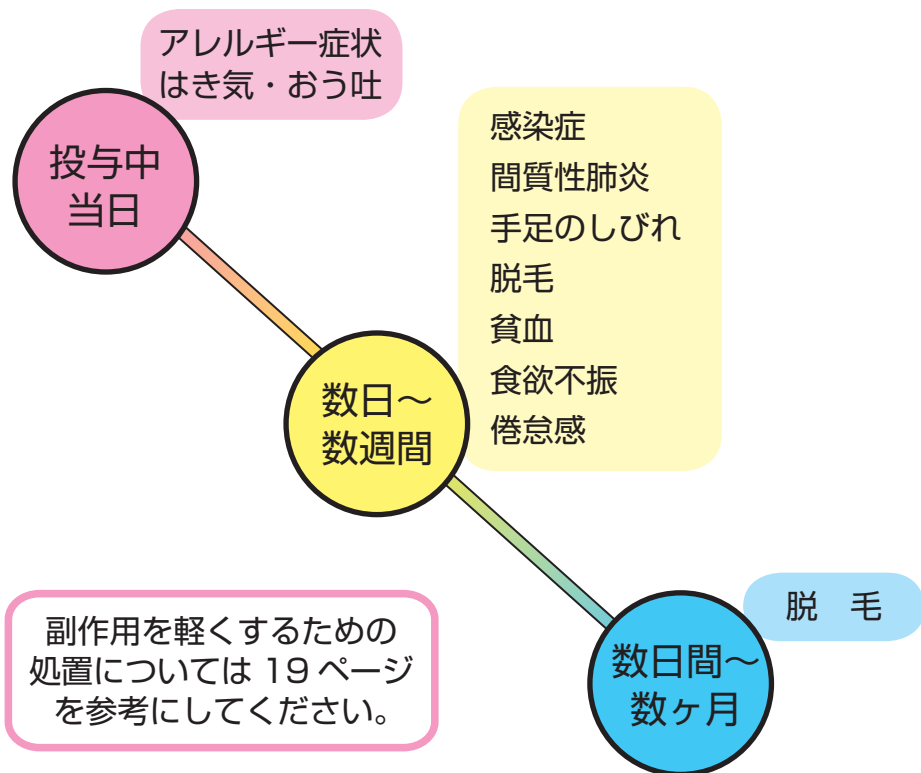 アレルギー症状
はき気・おう吐
投与中
当日
感染症
間質性肺炎
手足のしびれ
脱毛
貧血
食欲不振
倦怠感
数日～
数週間
脱　毛
数日間～
数ヶ月
副作用を軽くするための
処置については 19 ページ
を参考にしてください。